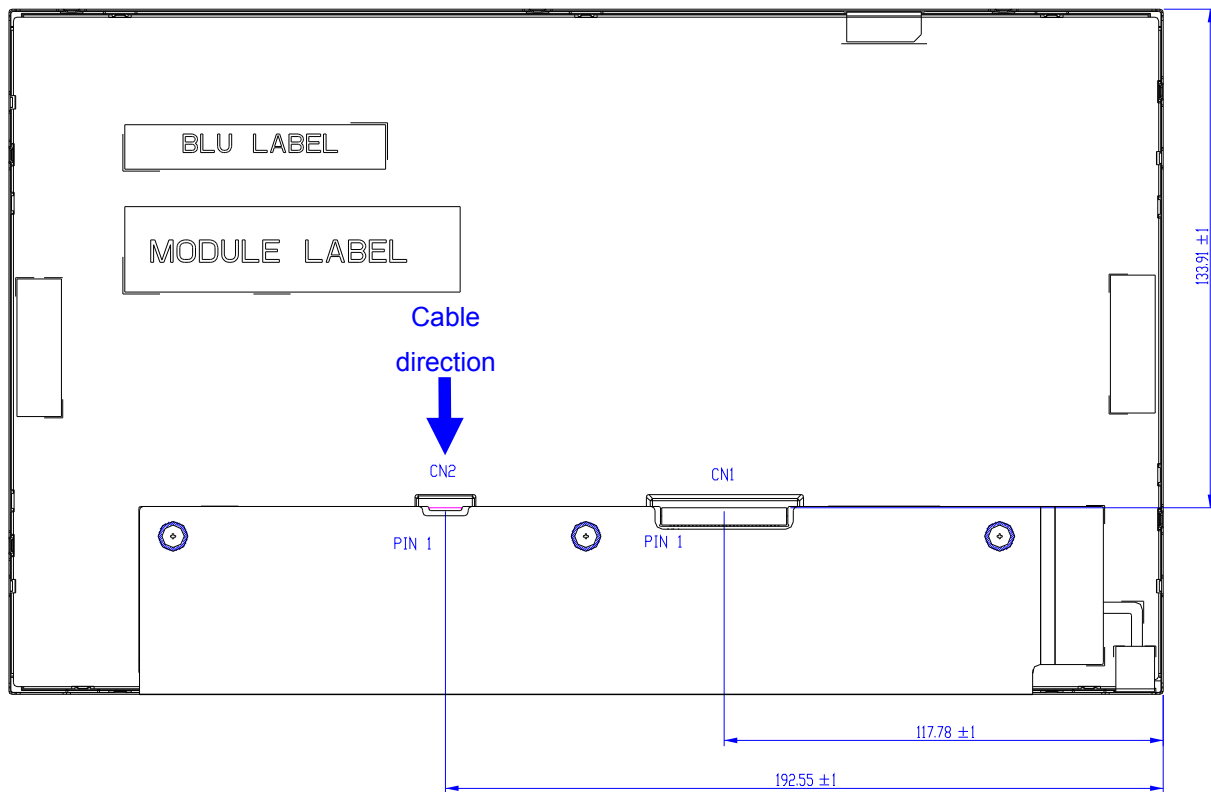 BLU LABEL
MODULE LABEL
133.91 ±1
Cable
direction
CN2
CN1
PIN 1
PIN 1
117.78 ±1
192.55 ±1